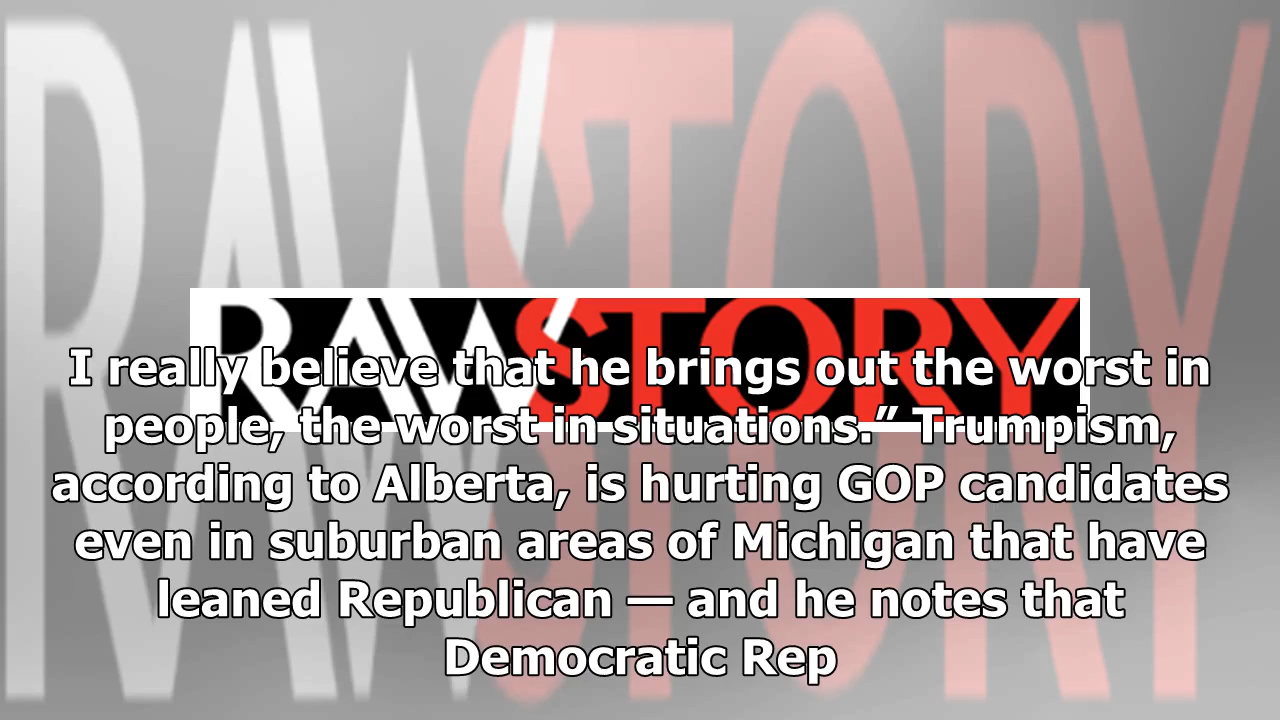 RAWSTORY
RAWSTORY
I really believe that he brings out the worst in
people, the worst in situations.” Trumpism,
according to Alberta, is hurting GOP candidates
even in suburban areas of Michigan that have
leaned Republican — and he notes that
Democratic Rep